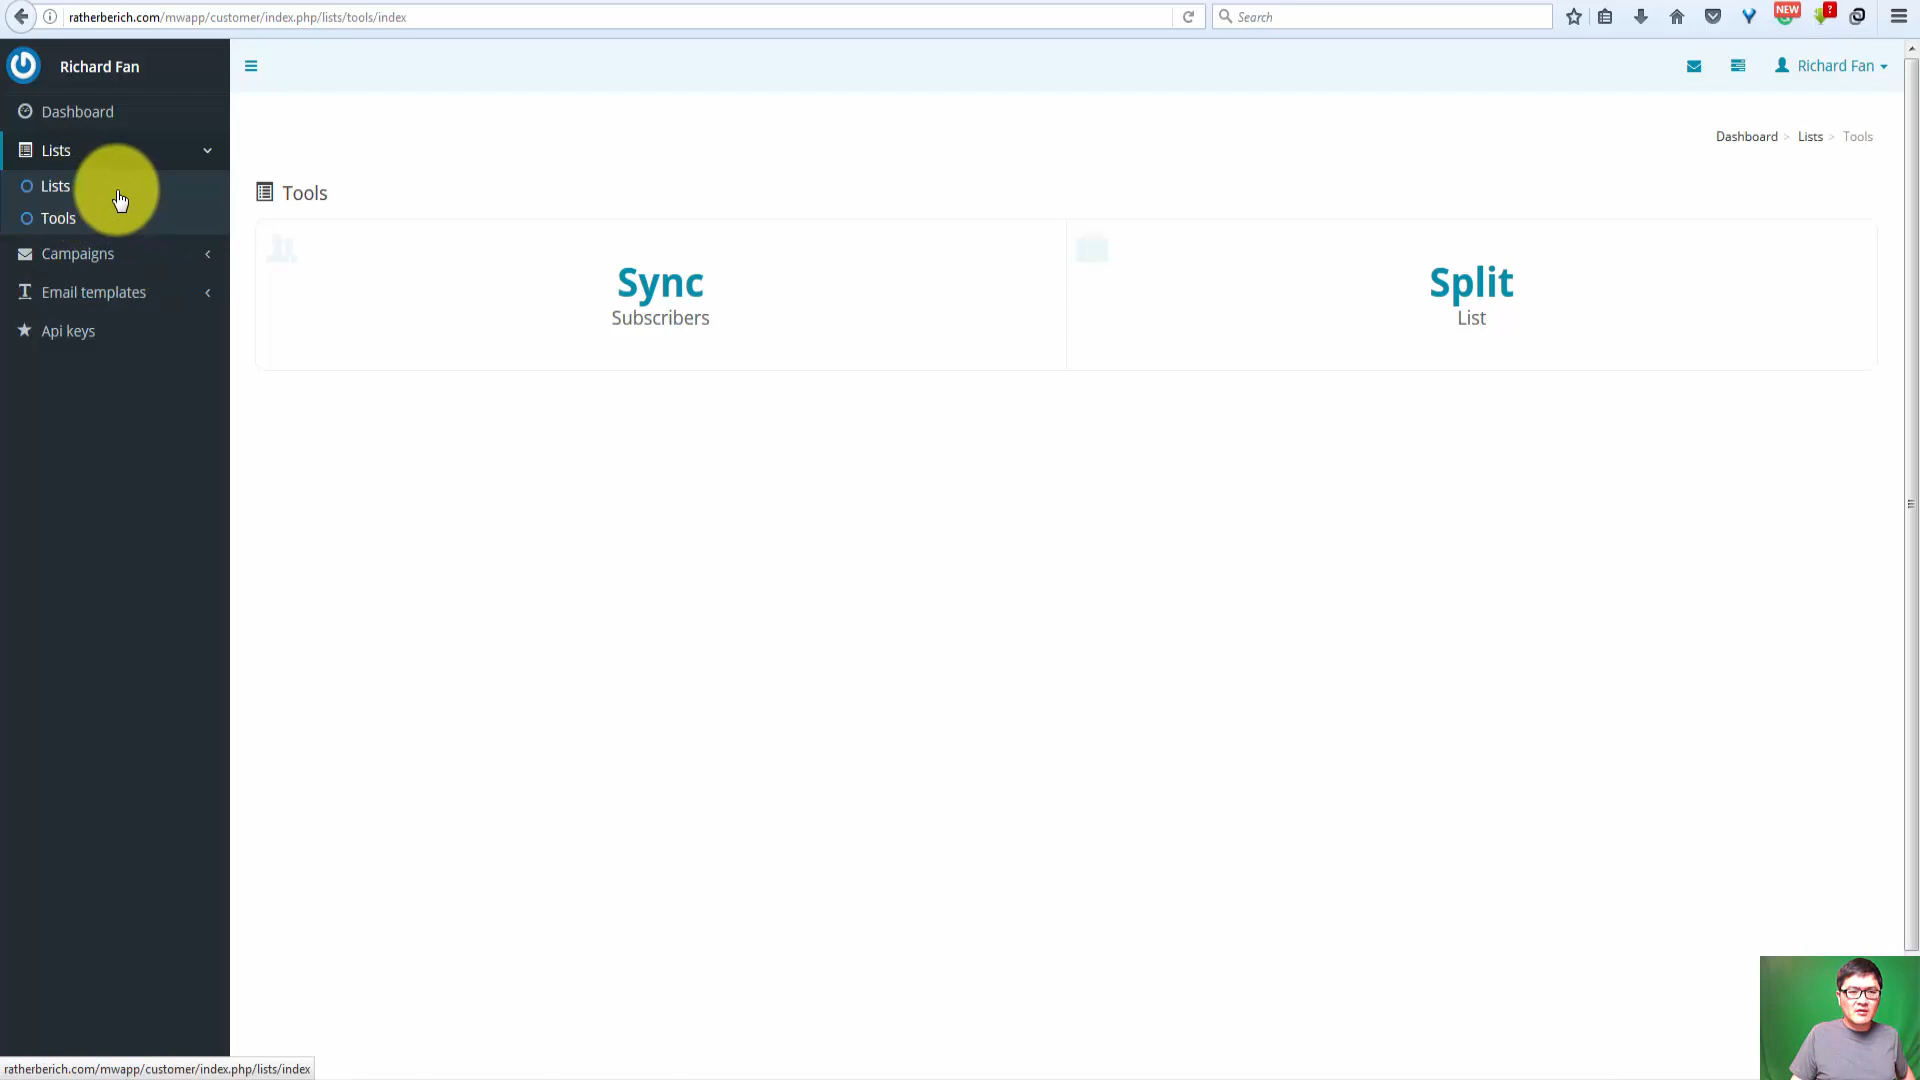 ratherberich.com/mwapp/customer/index.php/lists/tools/index
Search
NEW
?
Richard Fan
Richard Fan
Dashboard
Lists
Lists
Tools
Campaigns
Email templates
Api keys
Dashboard > Lists > Tools
Tools
Sync
Subscribers
Split
List
ratherberich.com/mwapp/customer/index.php/lists/index